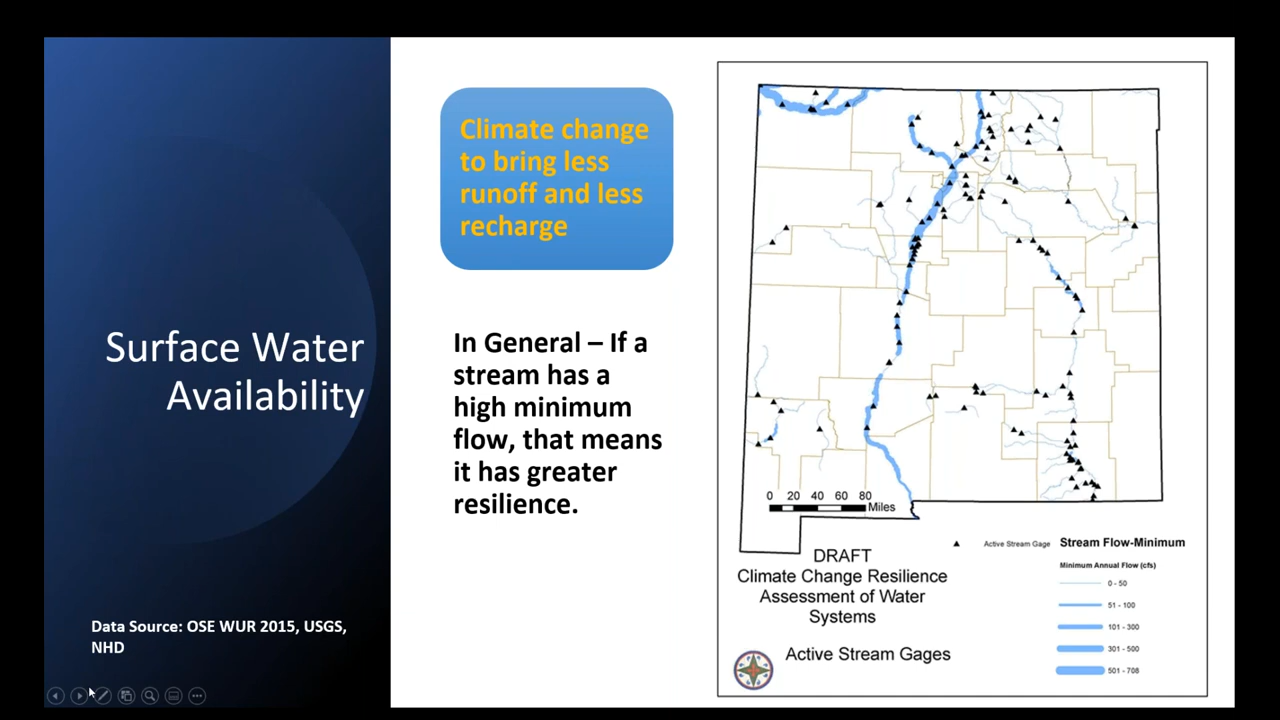 Surface Water
Availability
Data Source: OSE WUR 2015, USGS,
NHD
Climate change
to bring less
runoff and less
recharge
In General – If a
stream has a
high minimum
flow, that means
it has greater
resilience.
0 20 40 60 80
Miles
DRAFT
Climate Change Resilience
Assessment of Water
Systems
Active Stream Gages
Active Stream Gage
Stream Flow-Minimum
Minimum Annual Flow (cfs)
0 - 50
51 - 100
101 - 300
301 - 500
501 - 708